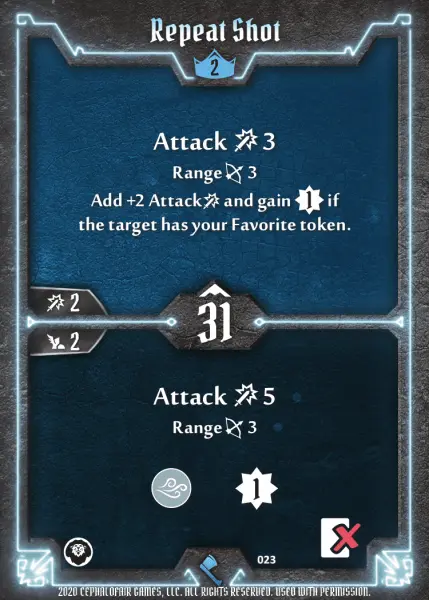 Repeat Shot
2
Attack 3
Range 3
Add +2 Attack and gain 1 if
the target has your Favorite token.
2
31
2
Attack 5
Range 3
1
023
2020 CEPHALOFAIR GAMES, LLC. ALL RIGHTS RESERVED. USED WITH PERMISSION.